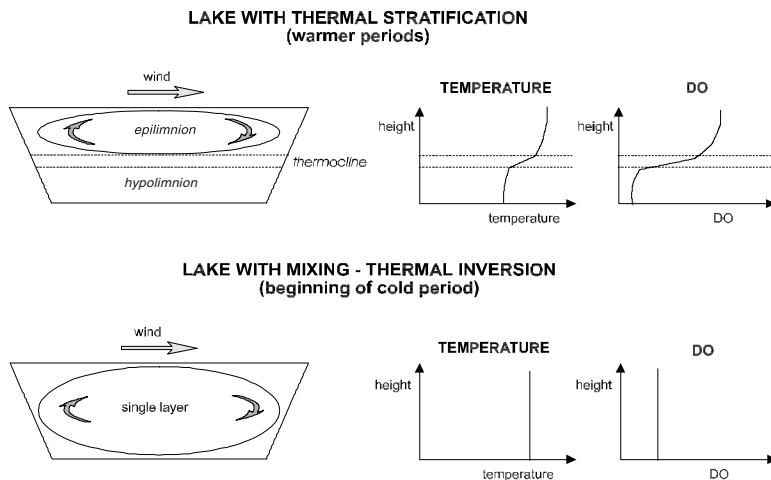 LAKE WITH THERMAL STRATIFICATION
(warmer periods)
wind
epilimnion
thermocline
hypolimnion
TEMPERATURE
height
temperature
DO
height
DO
LAKE WITH MIXING - THERMAL INVERSION
(beginning of cold period)
wind
single layer
TEMPERATURE
height
temperature
DO
height
DO